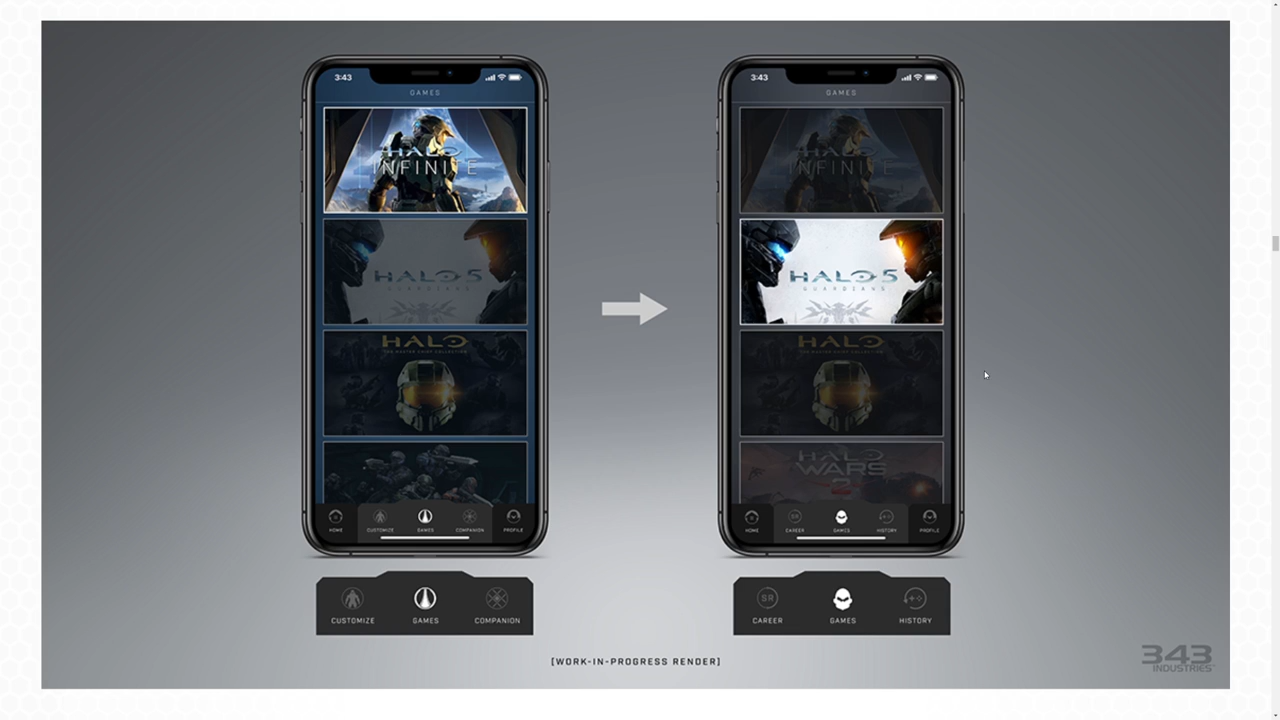 3:43
GAMES
HALO
INFINITE
HALO 5
GUARDIANS
HALO
THE MASTER CHIEF COLLECTION
HOME
CUSTOMIZE
GAMES
COMPANION
PROFILE
CUSTOMIZE
GAMES
COMPANION
3:43
GAMES
HALO
INFINITE
HALO 5
GUARDIANS
HALO
THE MASTER CHIEF COLLECTION
HALO
WARS
2
HOME
CAREER
GAMES
HISTORY
PROFILE
SR
CAREER
GAMES
HISTORY
[WORK-IN-PROGRESS RENDER]
343
INDUSTRIES